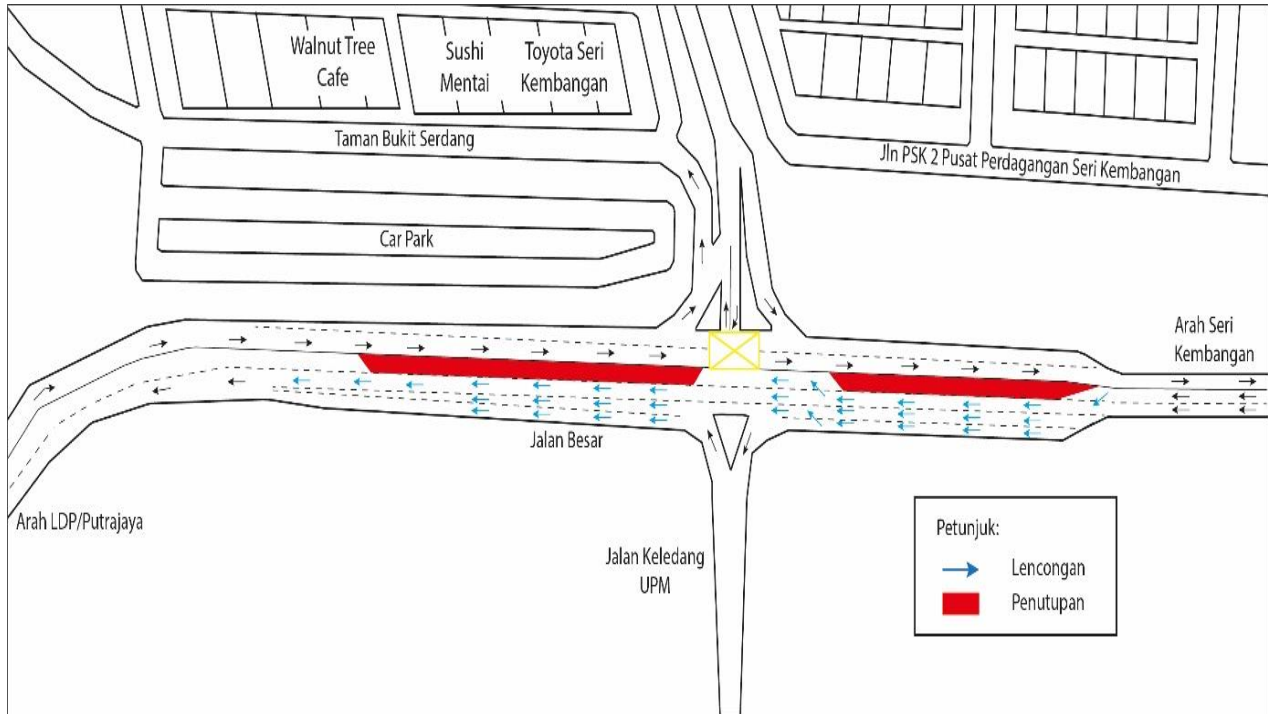 Walnut Tree
Cafe
Sushi
Mentai
Toyota Seri
Kembangan
Taman Bukit Serdang
Jln PSK 2 Pusat Perdagangan Seri Kembangan
Car Park
Arah Seri
Kembangan
Jalan Besar
Arah LDP/Putrajaya
Jalan Keledang
UPM
Petunjuk:
Lencongan
Penutupan